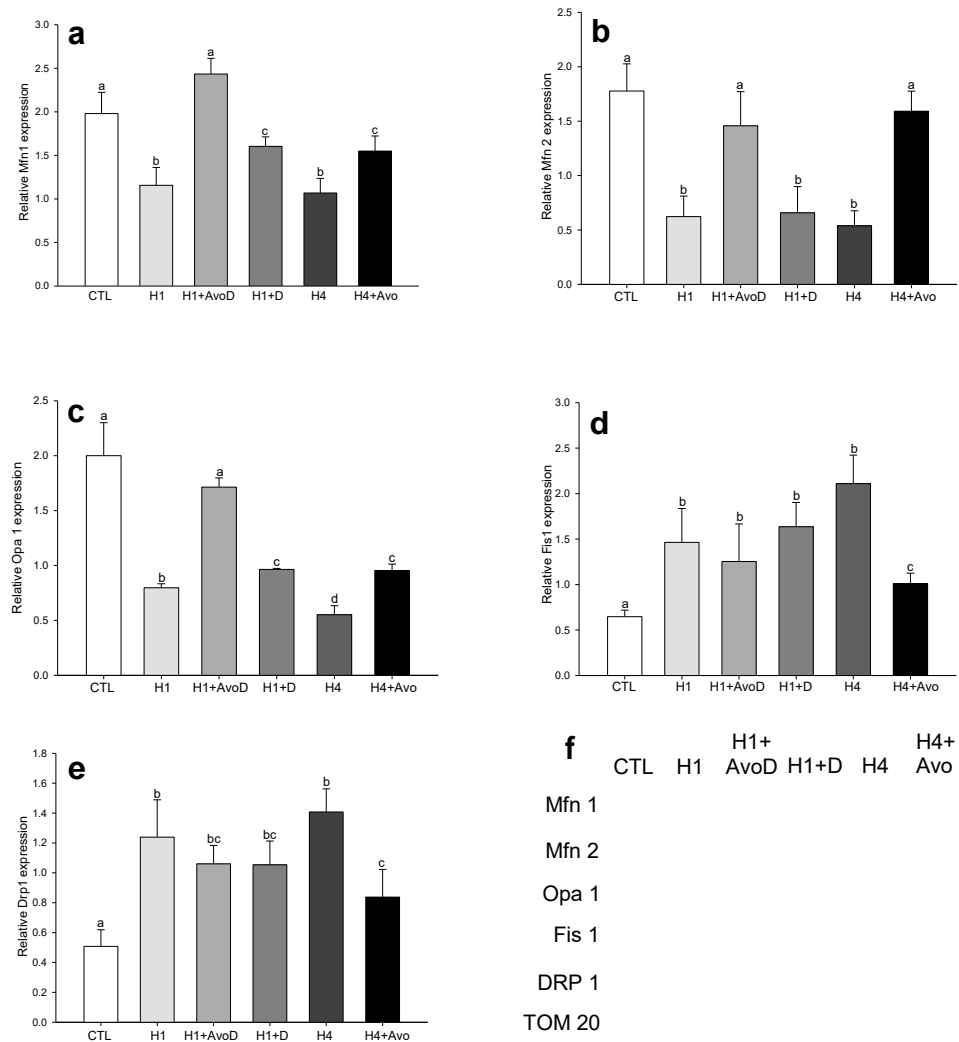 a
Relative Mfn1 expression
3.0
2.5
2.0
1.5
1.0
0.5
0.0
a
b
a
c
b
c
CTL H1 H1+AvoD H1+D H4 H4+Avo
b
Relative Mfn 2 expression
2.5
2.0
1.5
1.0
0.5
0.0
a
b
a
b
b
a
CTL H1 H1+AvoD H1+D H4 H4+Avo
c
Relative Opa 1 expression
2.5
2.0
1.5
1.0
0.5
0.0
a
b
a
c
d
c
CTL H1 H1+AvoD H1+D H4 H4+Avo
d
Relative Fis1 expression
3.0
2.5
2.0
1.5
1.0
0.5
0.0
a
b
b
b
b
c
CTL H1 H1+AvoD H1+D H4 H4+Avo
e
Relative Drp1 expression
1.8
1.6
1.4
1.2
1.0
0.8
0.6
0.4
0.2
0.0
a
b
bc
bc
b
c
CTL H1 H1+AvoD H1+D H4 H4+Avo
f
CTL H1 H1+ AvoD H1+D H4 H4+ Avo
Mfn 1
Mfn 2
Opa 1
Fis 1
DRP 1
TOM 20